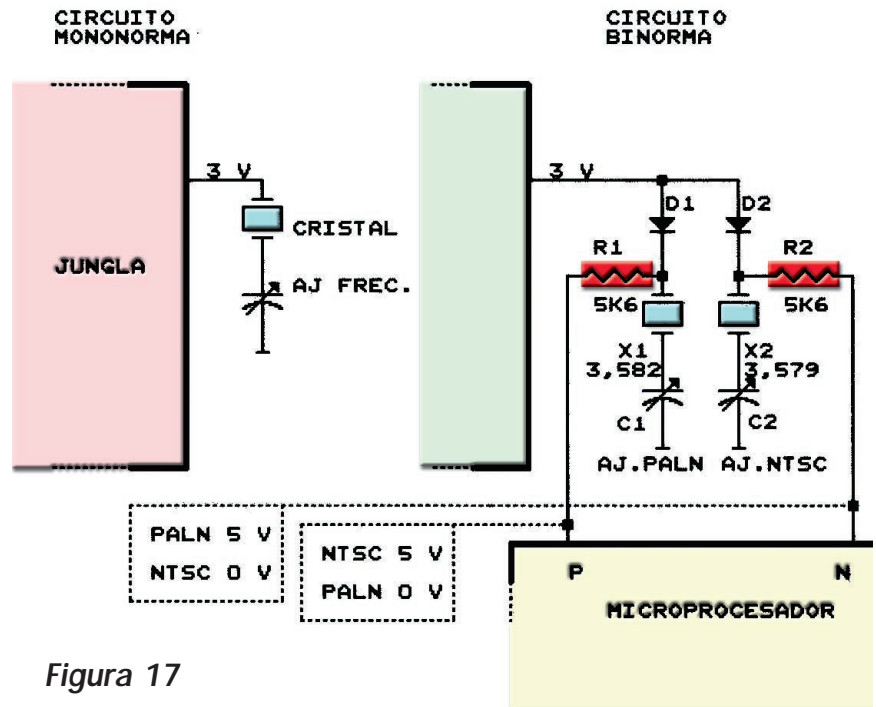 CIRCUITO
MONONORMA
CIRCUITO
BINORMA
3 V
CRISTAL
JUNGLA
AJ FREC.
3 V
D1
D2
R1
R2
5K6
5K6
X1
3,582
X2
3,579
C1
C2
AJ.PALN
AJ.NTSC
PALN 5 V
NTSC 0 V
NTSC 5 V
PALN 0 V
P
N
MICROPROCESADOR
Figura 17